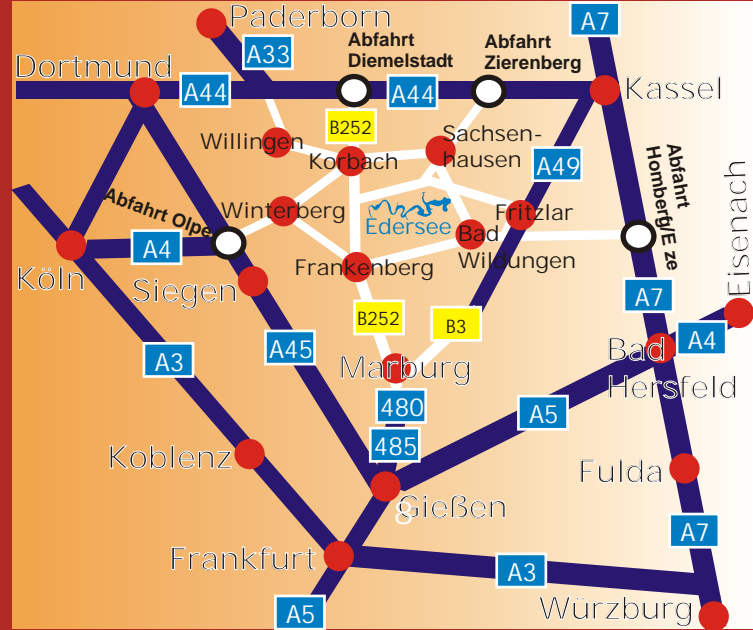 Paderborn
A7
A33
Abfahrt
Diemelstadt
Abfahrt
Zierenberg
Dortmund
A44
A44
Kassel
B252
Willingen
Korbach
Sachsen-
hausen
A49
Abfahrt
Homberg/E ze
Eisenach
Abfahrt Olpe
Winterberg
Edersee
Fritzlar
Bad
Wildungen
Köln
A4
Siegen
Frankenberg
A7
B252
B3
A4
A3
A45
Marburg
Bad
Hersfeld
480
A5
485
Koblenz
Fulda
8
Gießen
A7
Frankfurt
A3
A5
Würzburg